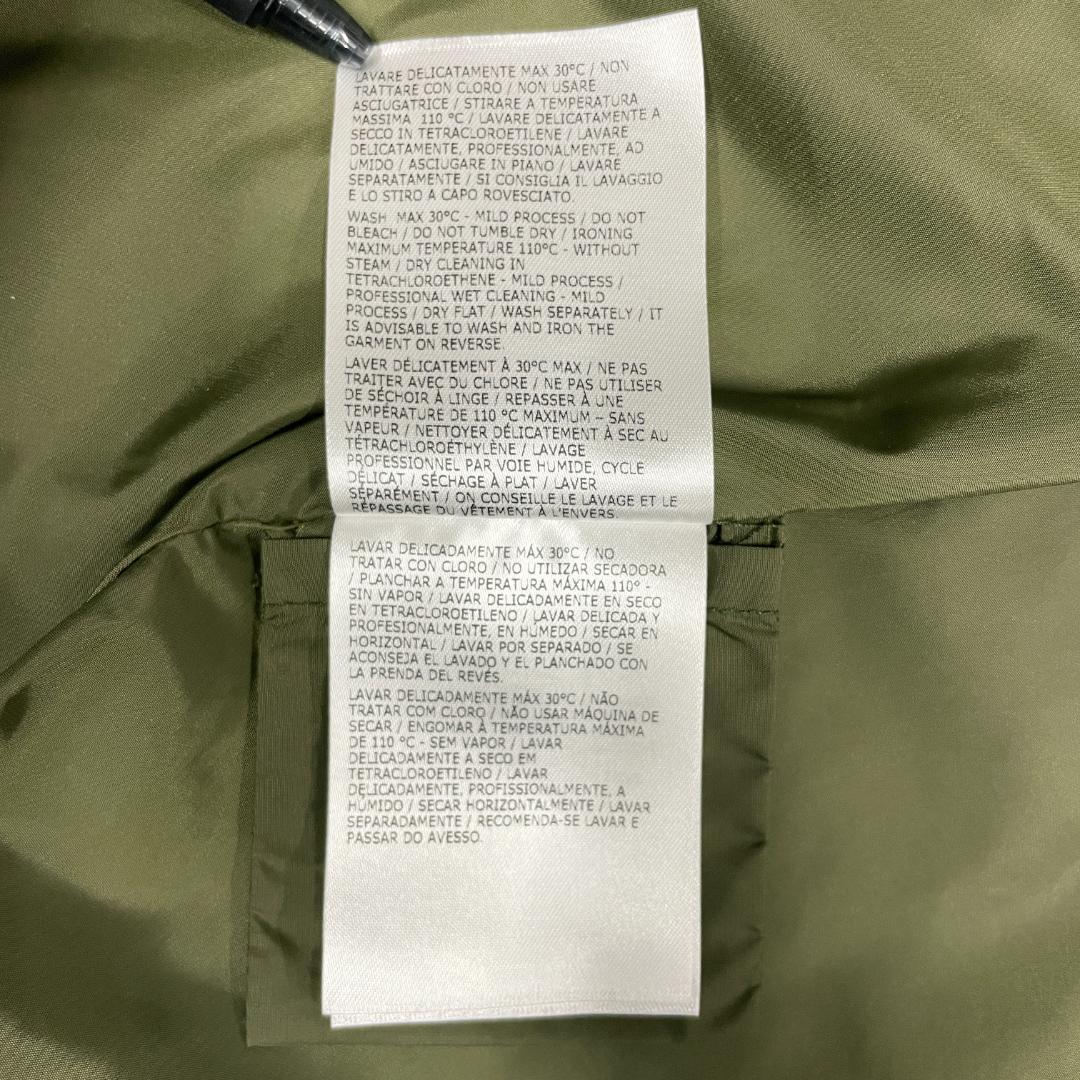 LAVARE DELICATAMENTE MAX 30°C / NON
TRATTARE CON CLORO / NON USARE
ASCIUGATRICE / STIRARE A TEMPERATURA
MASSIMA 110 °C / LAVARE DELICATAMENTE A
SECCO IN TETRACLOROETILENE / LAVARE
DELICATAMENTE, PROFESSIONALMENTE, AD
UMIDO / ASCIUGARE IN PIANO / LAVARE
SEPARATAMENTE / SI CONSIGLIA IL LAVAGGIO
E LO STIRO A CAPO ROVESCIATO.
WASH MAX 30°C - MILD PROCESS / DO NOT
BLEACH / DO NOT TUMBLE DRY / IRONING
MAXIMUM TEMPERATURE 110°C - WITHOUT
STEAM / DRY CLEANING IN
TETRACHLOROETHENE - MILD PROCESS /
PROFESSIONAL WET CLEANING - MILD
PROCESS / DRY FLAT / WASH SEPARATELY / IT
IS ADVISABLE TO WASH AND IRON THE
GARMENT ON REVERSE.
LAVER DÉLICATEMENT À 30°C MAX / NE PAS
TRAITER AVEC DU CHLORE / NE PAS UTILISER
DE SÉCHOIR À LINGE / REPASSER À UNE
TEMPÉRATURE DE 110 °C MAXIMUM – SANS
VAPEUR / NETTOYER DÉLICATEMENT À SEC AU
TÉTRACHLOROÉTHYLÈNE / LAVAGE
PROFESSIONNEL PAR VOIE HUMIDE, CYCLE
DÉLICAT / SÉCHAGE À PLAT / LAVER
SÉPARÉMENT / ON CONSEILLE LE LAVAGE ET LE
RÉPASSAGE DU VÊTEMENT À L'ENVERS.
LAVAR DELICADAMENTE MÁX 30°C / NO
TRATAR CON CLORO / NO UTILIZAR SECADORA
/ PLANCHAR A TEMPERATURA MÁXIMA 110° -
SIN VAPOR / LAVAR DELICADAMENTE EN SECO
EN TETRACLOROETILENO / LAVAR DELICADA Y
PROFESIONALMENTE, EN HÚMEDO / SECAR EN
HORIZONTAL / LAVAR POR SEPARADO / SE
ACONSEJA EL LAVADO Y EL PLANCHADO CON
LA PRENDA DEL REVÉS.
LAVAR DELICADAMENTE MÁX 30°C / NÃO
TRATAR COM CLORO / NÃO USAR MÁQUINA DE
SECAR / ENGOMAR À TEMPERATURA MÁXIMA
DE 110 °C - SEM VAPOR / LAVAR
DELICADAMENTE A SECO EM
TETRACLOROETILENO / LAVAR
DELICADAMENTE, PROFISSIONALMENTE, A
HÚMIDO / SECAR HORIZONTALMENTE / LAVAR
SEPARADAMENTE / RECOMENDA-SE LAVAR E
PASSAR DO AVESSO.